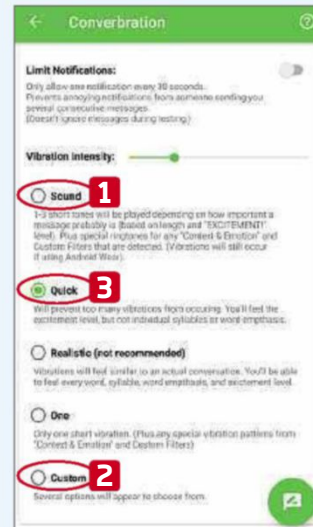 Converbration
Limit Notifications:
Only allow one notification every 30 seconds.
Prevents annoying notifications from someone sending you
several consecutive messages.
(Doesn't ignore messages during testing.)
Vibration Intensity:
Sound 1
1-3 short tones will be played depending on how important a
message probably is (based on length and "EXCITEMENT!"
level). Plus special ringtones for any "Context & Emotion" and
Custom Filters that are detected. (Vibrations will still occur
if using Android Wear).
Quick 3
Will prevent too many vibrations from occuring. You'll feel the
excitement level, but not individual syllables or word emphasis.
Realistic (not recommended)
Vibrations will feel similar to an actual conversation. You'll be able
to feel every word, syllable, word emphasis, and excitement level.
One
Only one short vibration. (Plus any special vibration patterns from
"Context & Emotion" and Custom Filters)
Custom 2
Several options will appear to choose from.